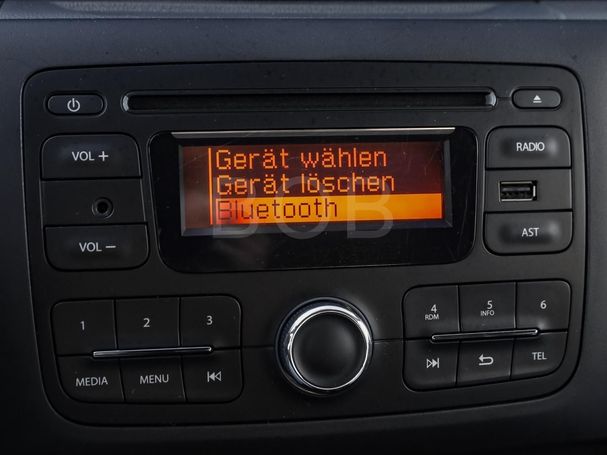 VOL +
RADIO
Gerät wählen
Gerät löschen
Bluetooth
BOB
VOL –
AST
1
2
3
4
RDM
5
INFO
6
MEDIA
MENU
TEL